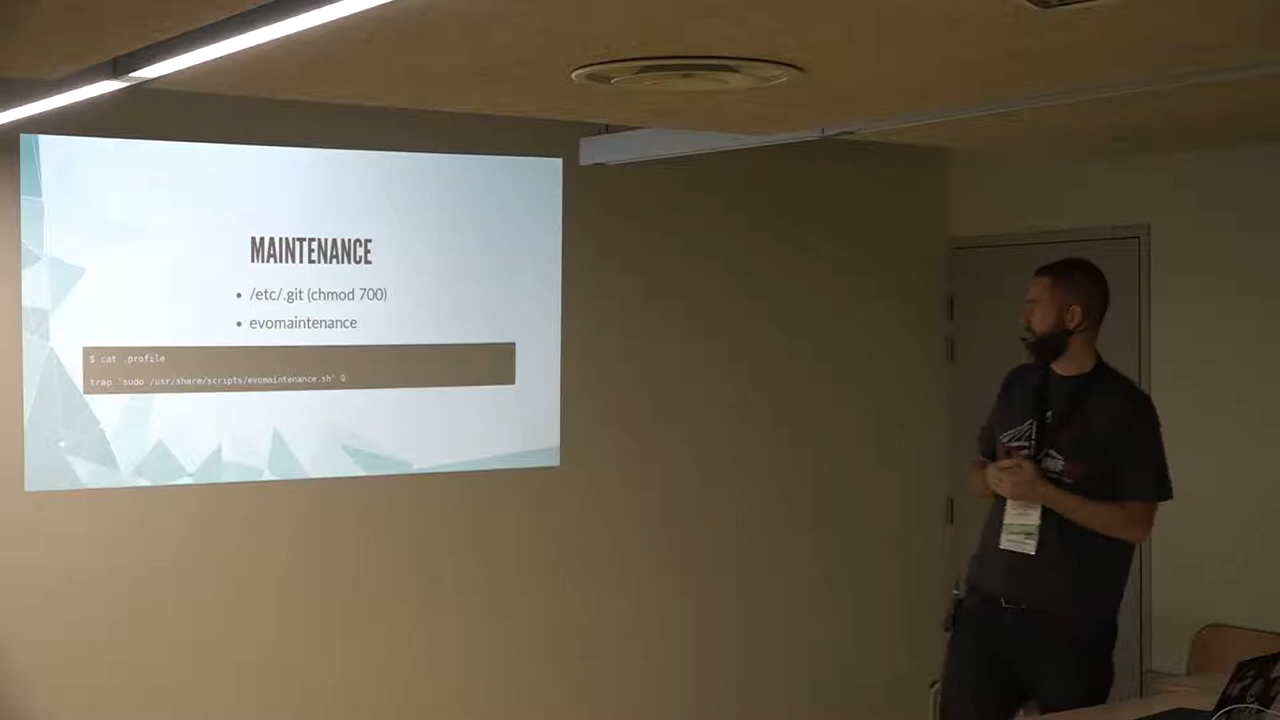 MAINTENANCE
• /etc/.git (chmod 700)
• evomaintenance
$ cat .profile
trap "sudo /usr/share/scripts/evomaintenance.sh" 0